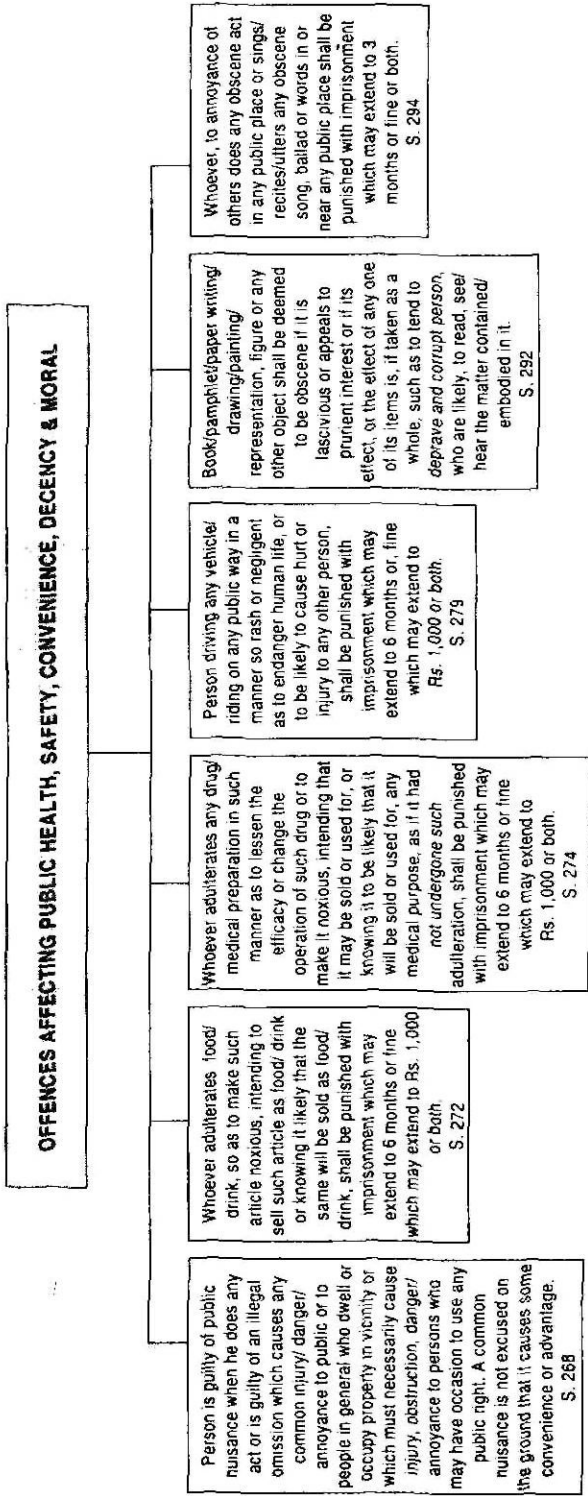 OFFENCES AFFECTING PUBLIC HEALTH, SAFETY, CONVENIENCE, DECENCY & MORAL
Person is guilty of public
nuisance when he does any
act or is guilty of an illegal
omission which causes any
common injury/ danger/
annoyance to public or to
people in general who dwell or
occupy property in vicinity or
which must necessarily cause
injury, obstruction, danger/
annoyance to persons who
may have occasion to use any
public right. A common
nuisance is not excused on
the ground that it causes some
convenience or advantage.
S. 268
Whoever adulterates food/
drink, so as to make such
article noxious, intending to
sell such article as food/ drink
or knowing it likely that the
same will be sold as food/
drink, shall be punished with
imprisonment which may
extend to 6 months or fine
which may extend to Rs. 1,000
or both.
S. 272
Whoever adulterates any drug/
medical preparation in such
manner as to lessen the
efficacy or change the
operation of such drug or to
make it noxious, intending that
it may be sold or used for, or
knowing it to be likely that it
will be sold or used for, any
medical purpose, as if it had
not undergone such
adulteration, shall be punished
with imprisonment which may
extend to 6 months or fine
which may extend to
Rs. 1,000 or both.
S. 274
Person driving any vehicle/
riding on any public way in a
manner so rash or negligent
as to endanger human life, or
to be likely to cause hurt or
injury to any other person,
shall be punished with
imprisonment which may
extend to 6 months or, fine
which may extend to
Rs. 1,000 or both.
S. 279
Book/pamphlet/paper writing/
drawing/painting/
representation, figure or any
other object shall be deemed
to be obscene if it is
lascivious or appeals to
prurient interest or if its
effect, or the effect of any one
of its items is, if taken as a
whole, such as to tend to
deprave and corrupt person,
who are likely, to read, see/
hear the matter contained/
embodied in it.
S. 292
Whoever, to annoyance of
others does any obscene act
in any public place or sings/
recites/utters any obscene
song, ballad or words in or
near any public place shall be
punished with imprisonment
which may extend to 3
months or fine or both.
S. 294